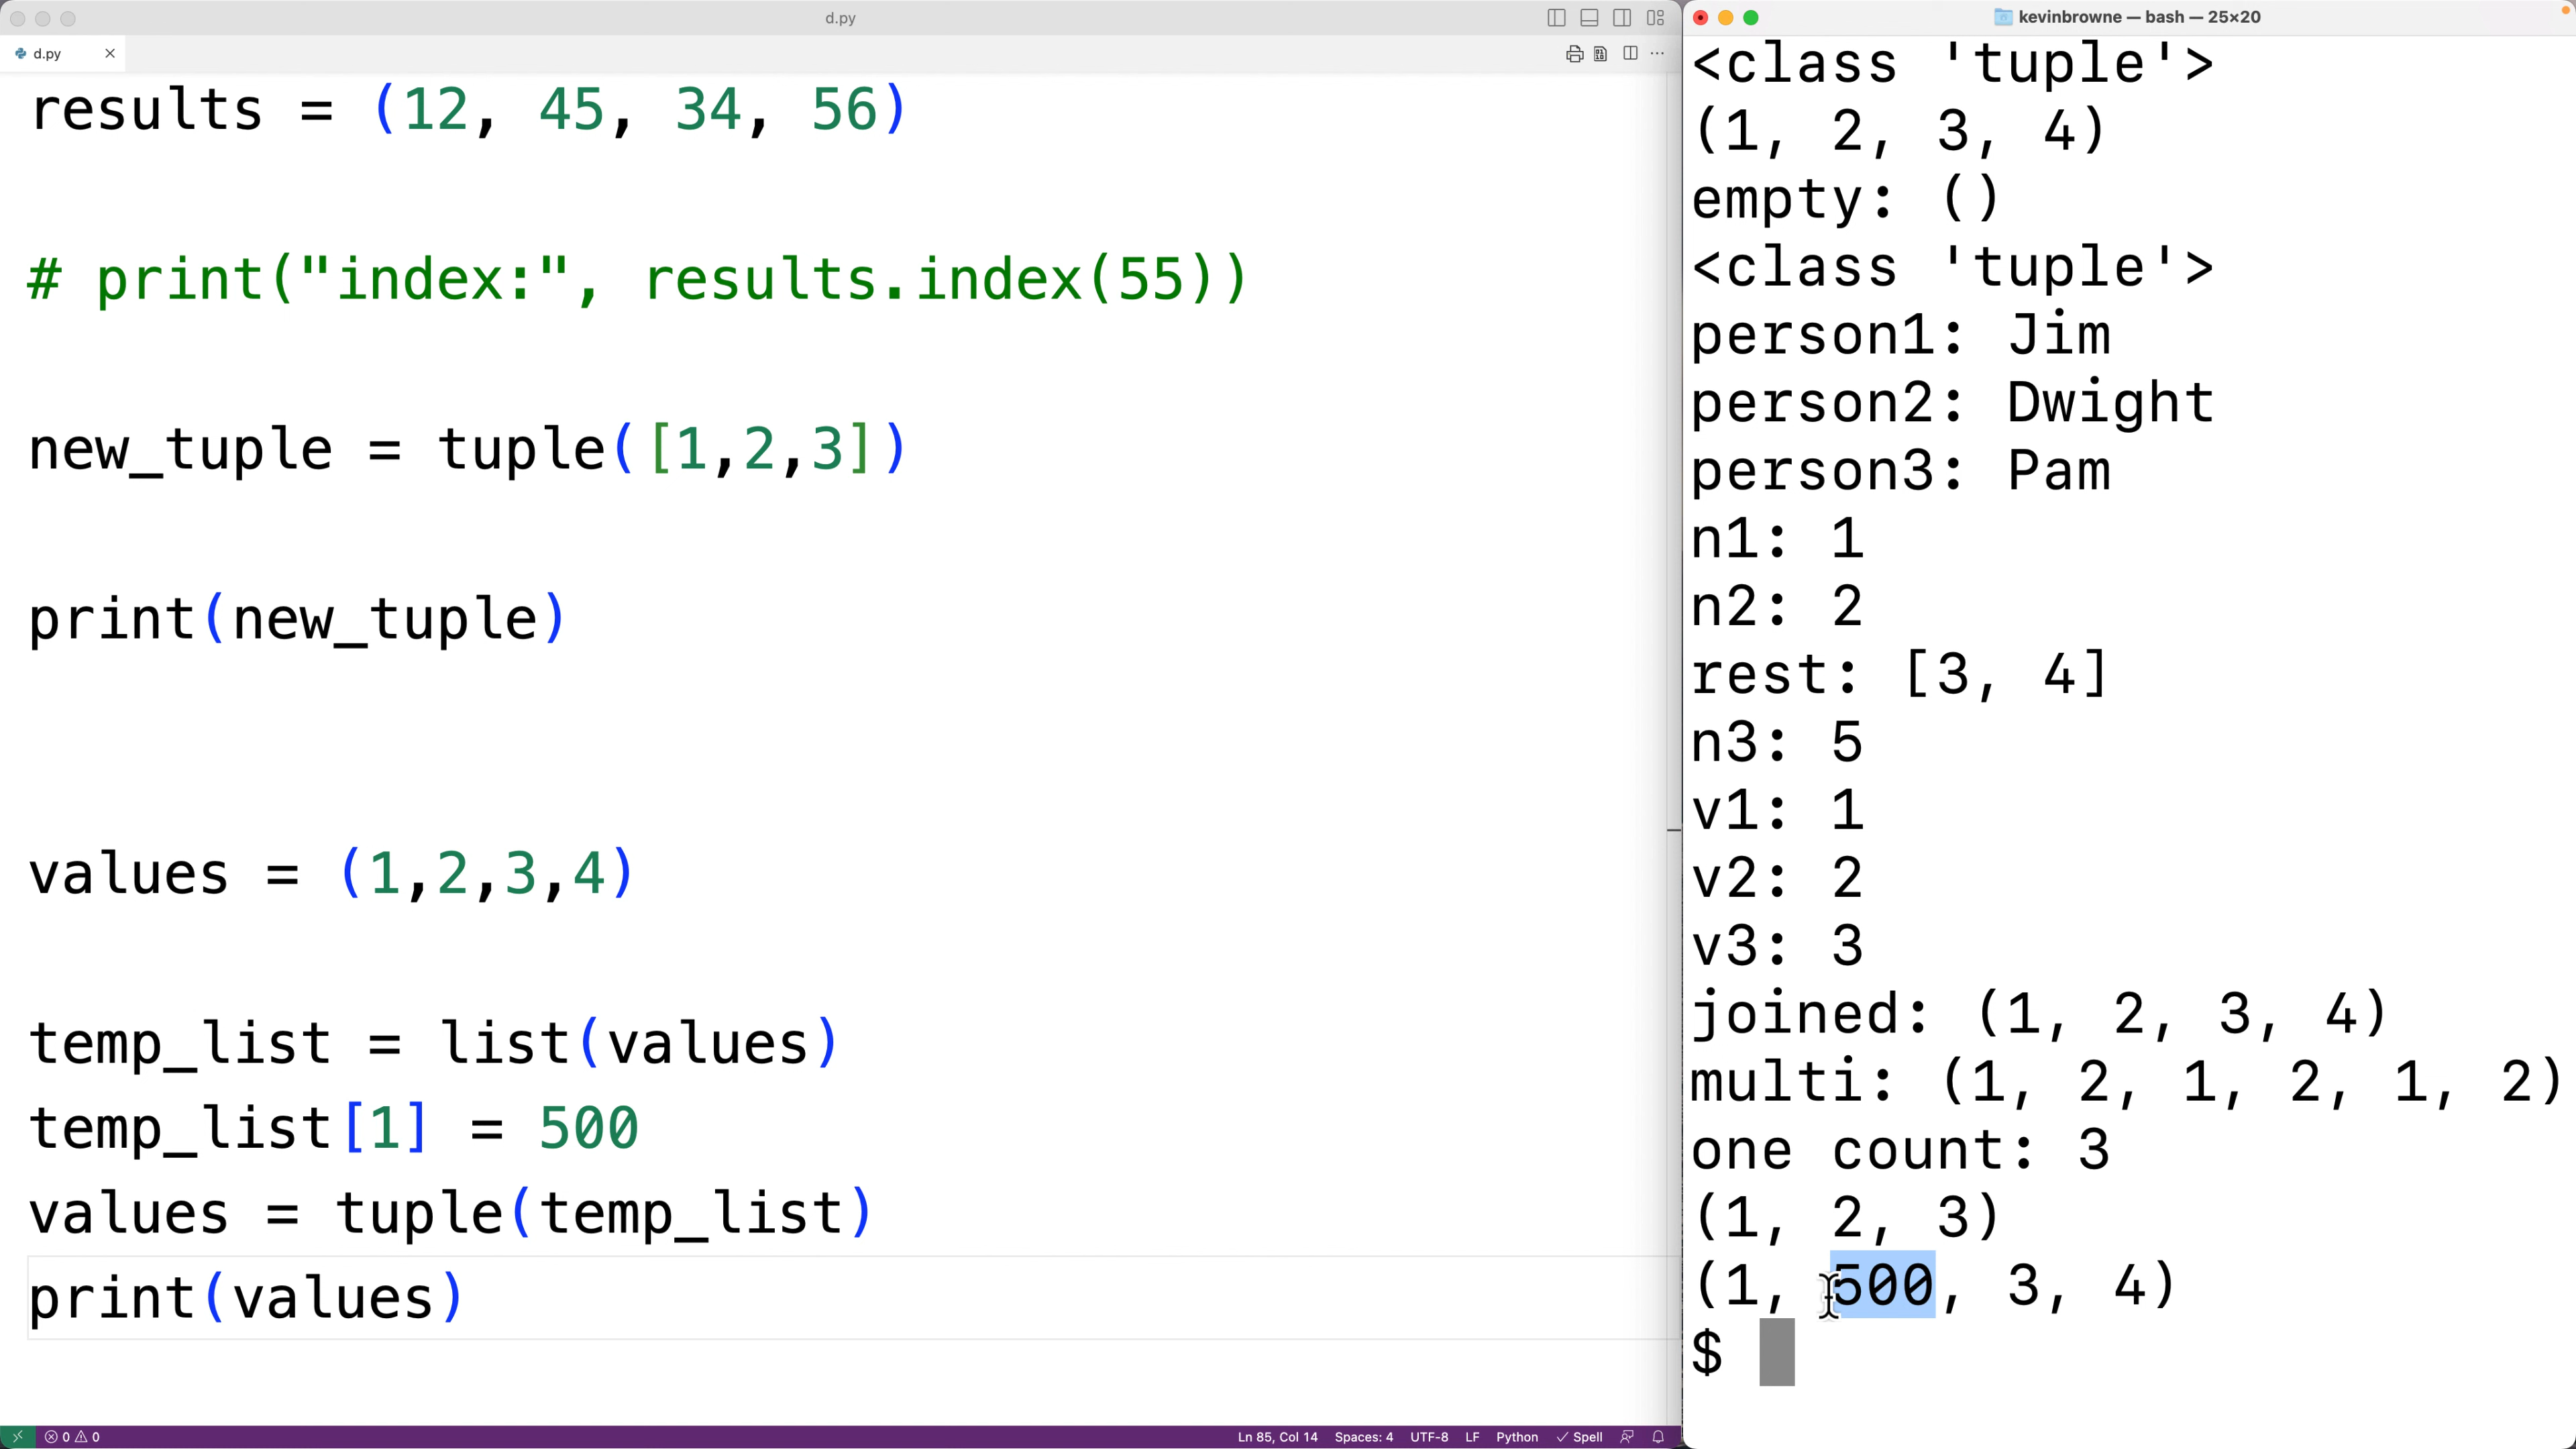 d.py
d.py
results = (12, 45, 34, 56)
# print("index:", results.index(55))
new_tuple = tuple([1,2,3])
print(new_tuple)
values = (1,2,3,4)
temp_list = list(values)
temp_list[1] = 500
values = tuple(temp_list)
print(values)
0 0
Ln 85, Col 14 Spaces: 4 UTF-8 LF Python Spell
kevinbrowne — bash — 25×20
<class 'tuple'>
(1, 2, 3, 4)
empty: ()
<class 'tuple'>
person1: Jim
person2: Dwight
person3: Pam
n1: 1
n2: 2
rest: [3, 4]
n3: 5
v1: 1
v2: 2
v3: 3
joined: (1, 2, 3, 4)
multi: (1, 2, 1, 2, 1, 2)
one count: 3
(1, 2, 3)
(1, 500, 3, 4)
$